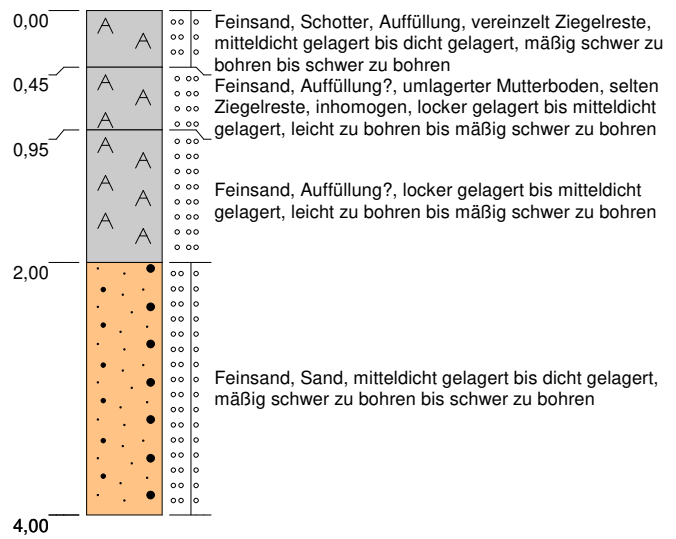 0,00
Feinsand, Schotter, Auffüllung, vereinzelt Ziegelreste,
mitteldicht gelagert bis dicht gelagert, mäßig schwer zu
bohren bis schwer zu bohren
0,45
Feinsand, Auffüllung?, umlagerter Mutterboden, selten
Ziegelreste, inhomogen, locker gelagert bis mitteldicht
gelagert, leicht zu bohren bis mäßig schwer zu bohren
0,95
Feinsand, Auffüllung?, locker gelagert bis mitteldicht
gelagert, leicht zu bohren bis mäßig schwer zu bohren
2,00
Feinsand, Sand, mitteldicht gelagert bis dicht gelagert,
mäßig schwer zu bohren bis schwer zu bohren
4,00